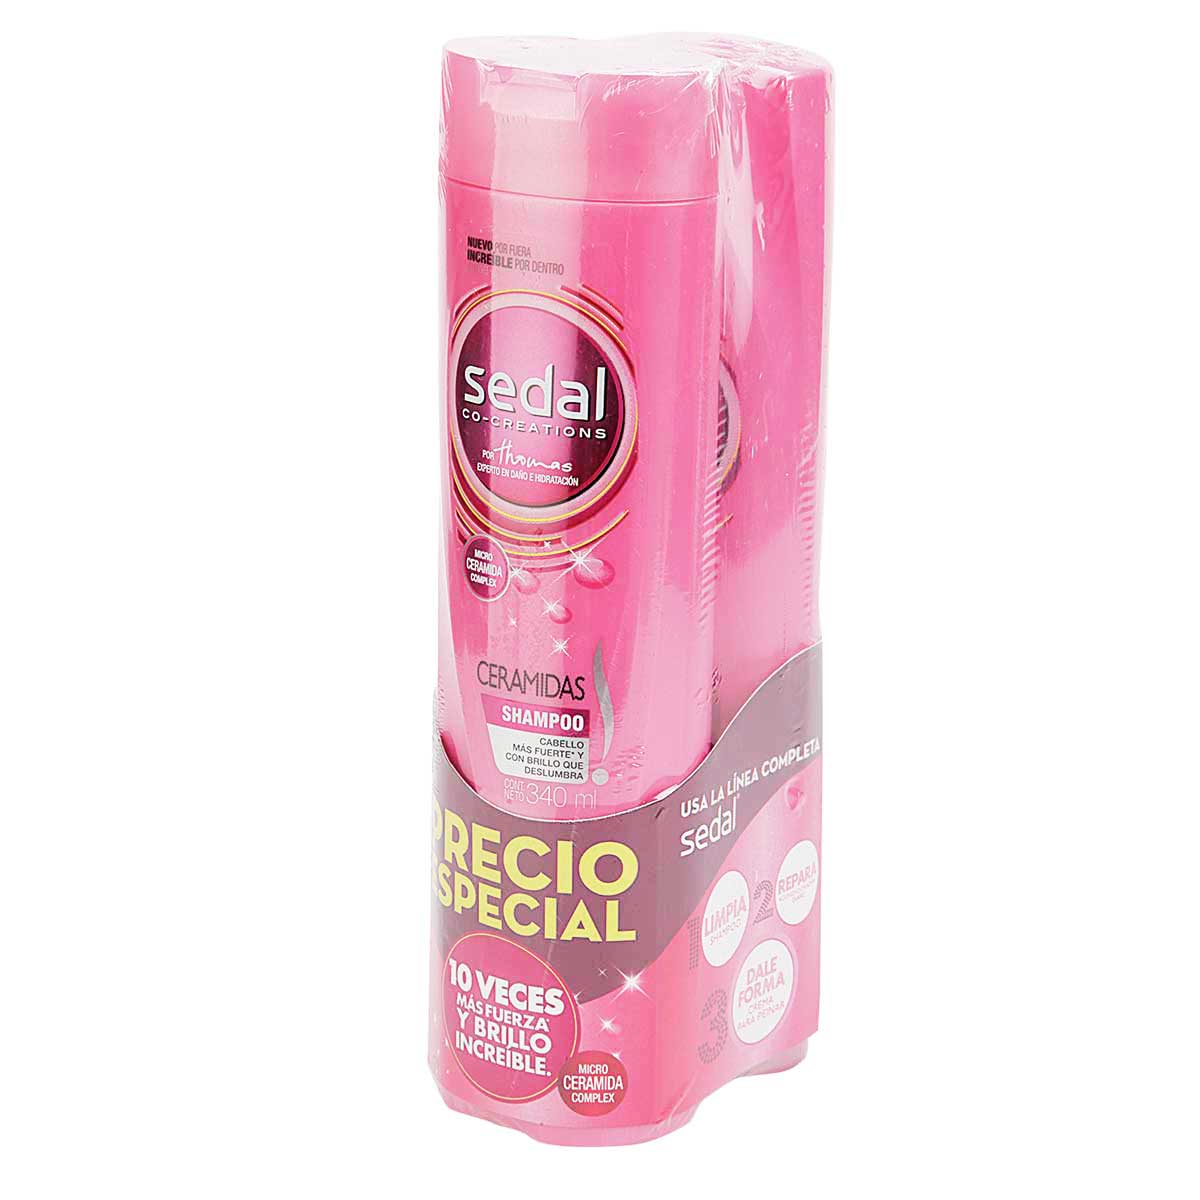 NUEVO POR FUERA
INCREÍBLE POR DENTRO
sedal
CO-CREATIONS
POR Thomas
EXPERTO EN DAÑO E HIDRATACIÓN
MICRO
CERAMIDA
COMPLEX
CERAMIDAS
SHAMPOO
CABELLO
MÁS FUERTE* Y
CON BRILLO QUE
DESLUMBRA
CONT.
NETO 340 ml
PRECIO
ESPECIAL
10 VECES
MÁS FUERZA*
Y BRILLO
INCREÍBLE.
MICRO
CERAMIDA
COMPLEX
USA LA LÍNEA COMPLETA
sedal
1 LIMPIA
SHAMPOO
2 REPARA
3 DALE
FORMA
CREMA
PARA PEINAR